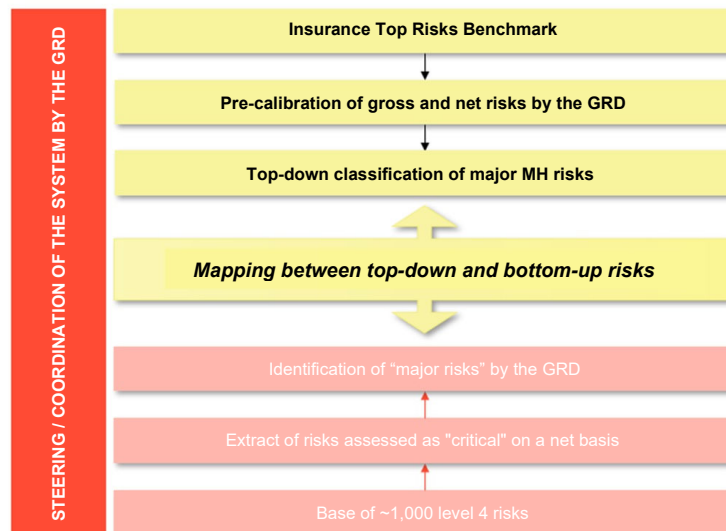 STEERING / COORDINATION OF THE SYSTEM BY THE GRD
Insurance Top Risks Benchmark
Pre-calibration of gross and net risks by the GRD
Top-down classification of major MH risks
Mapping between top-down and bottom-up risks
Identification of “major risks” by the GRD
Extract of risks assessed as "critical" on a net basis
Base of ~1,000 level 4 risks